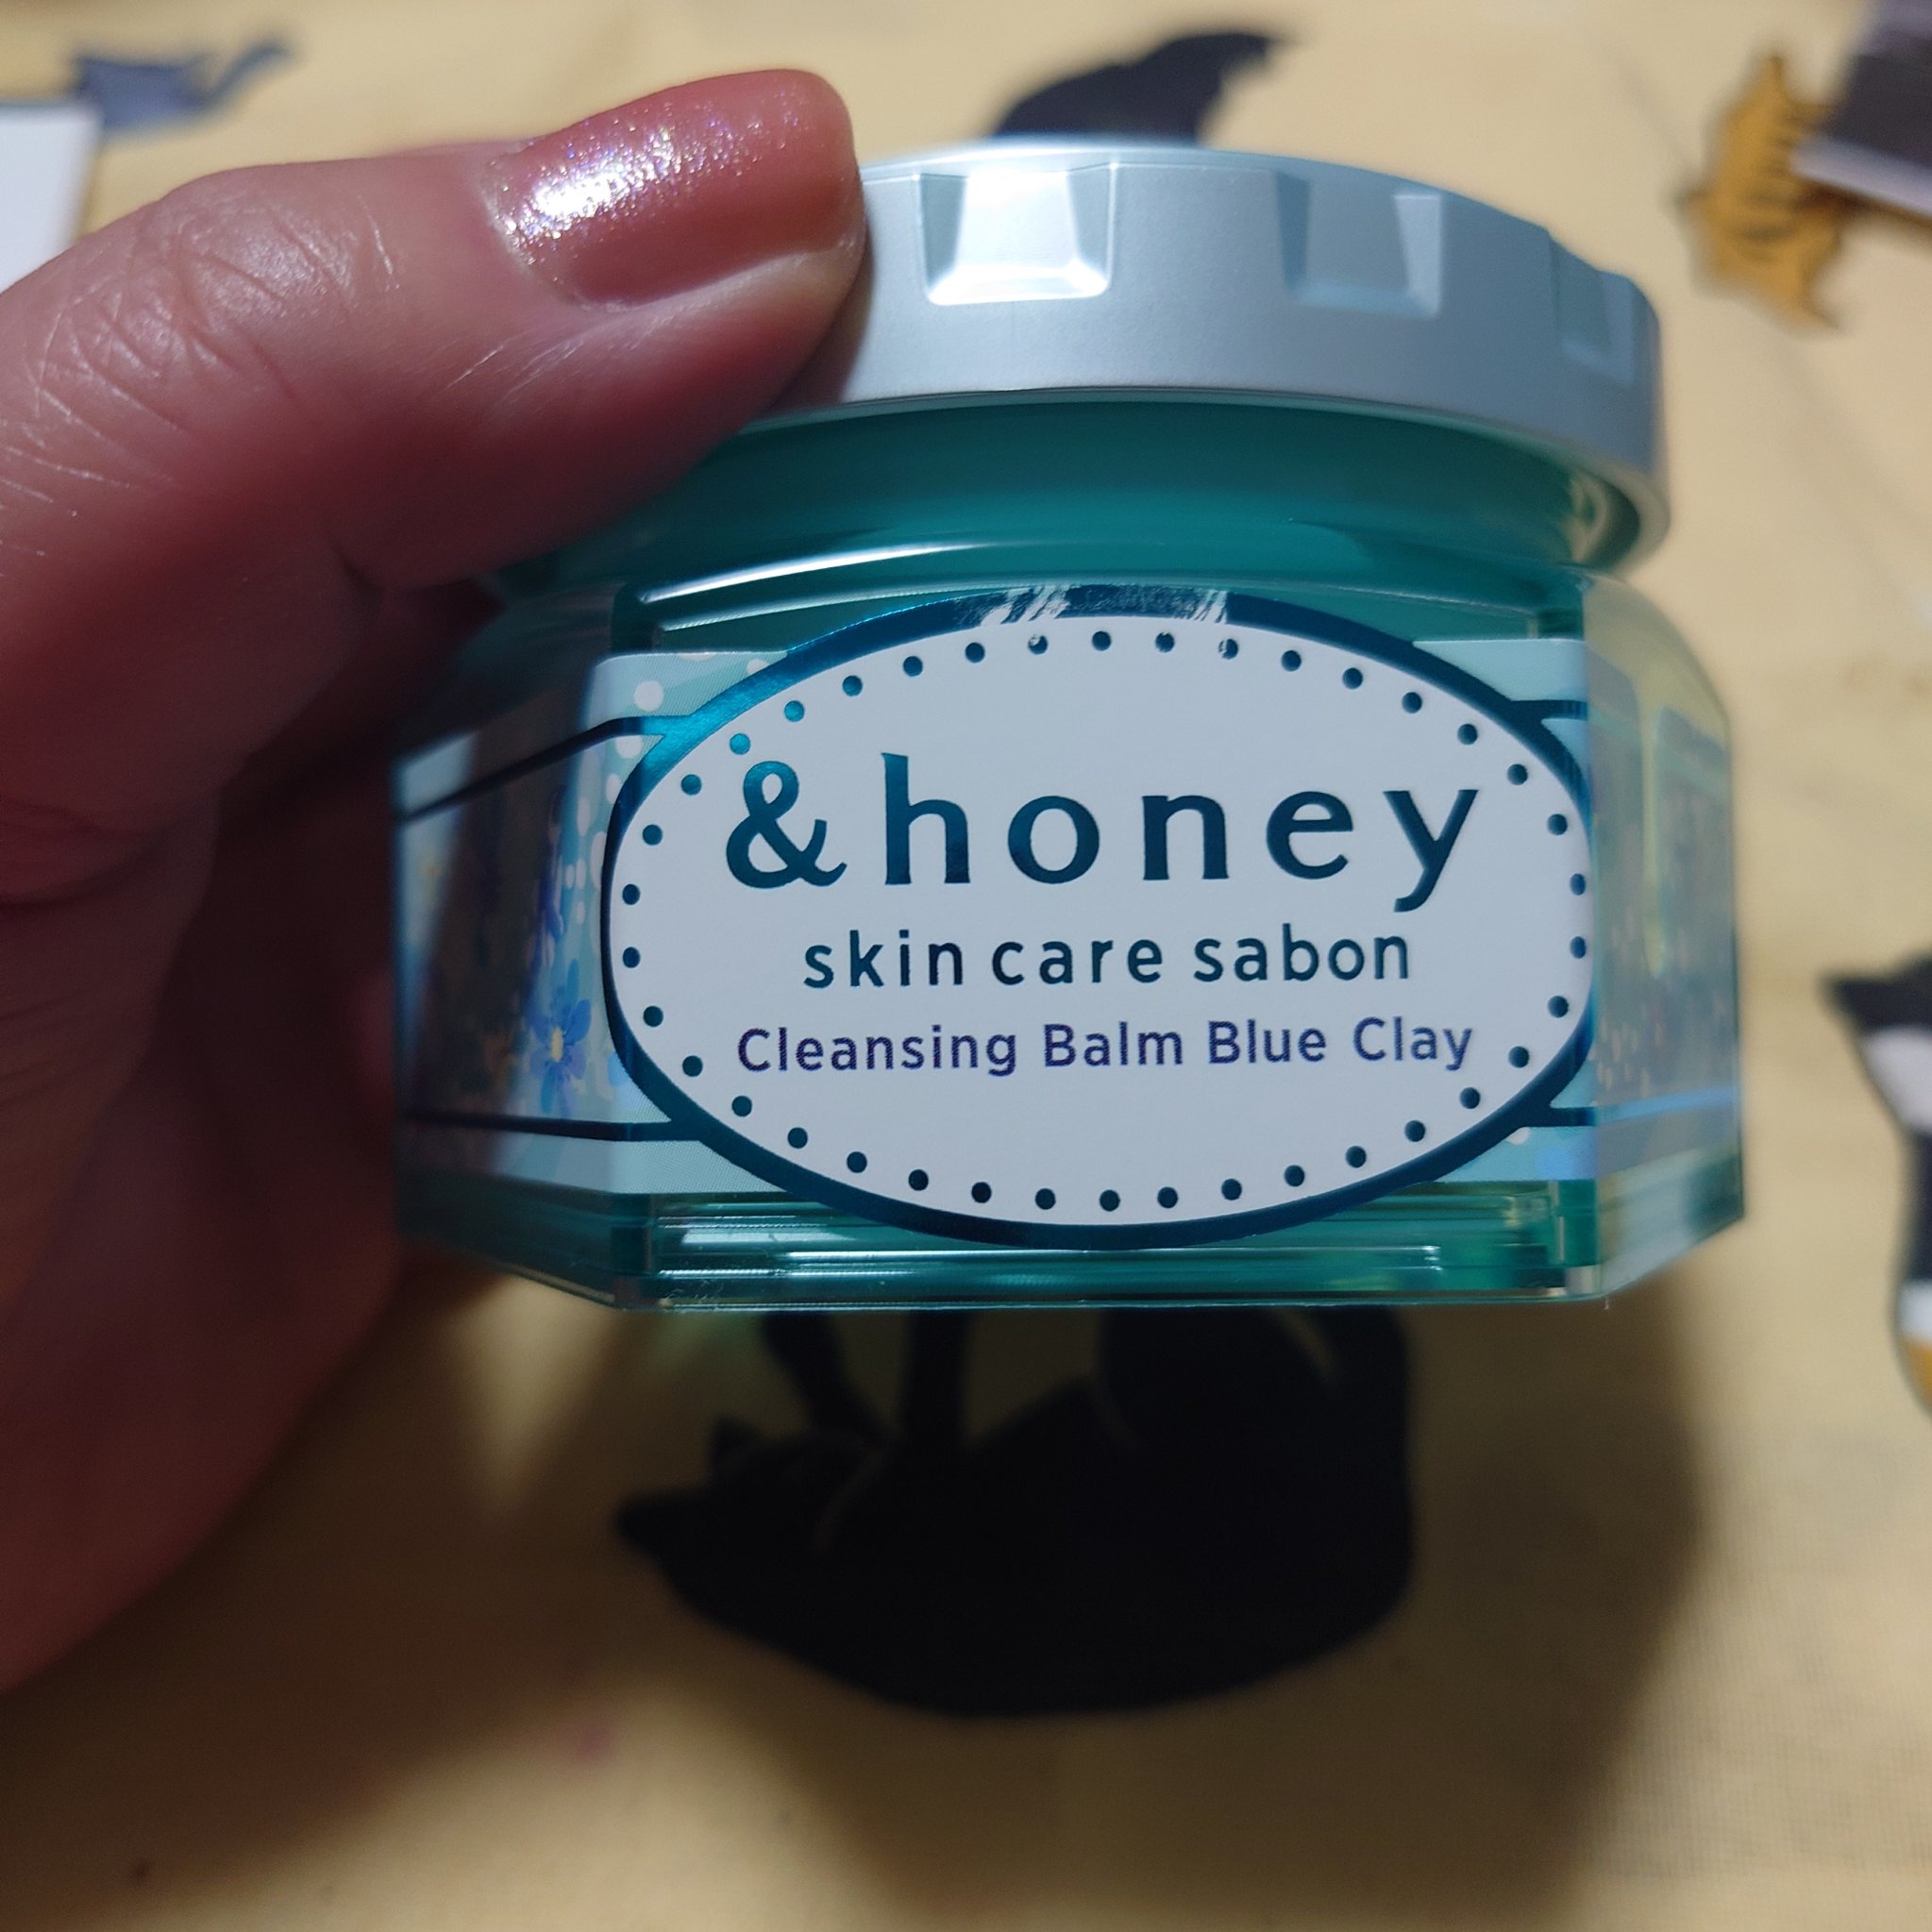 &honey
skin care sabon
Cleansing Balm Blue Clay